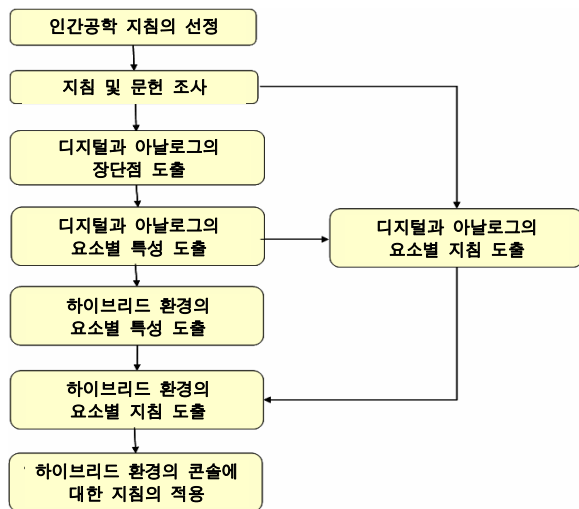 인간공학 지침의 선정
지침 및 문헌 조사
디지털과 아날로그의
장단점 도출
디지털과 아날로그의
요소별 특성 도출
디지털과 아날로그의
요소별 지침 도출
하이브리드 환경의
요소별 특성 도출
하이브리드 환경의
요소별 지침 도출
하이브리드 환경의 콘솔에
대한 지침의 적용